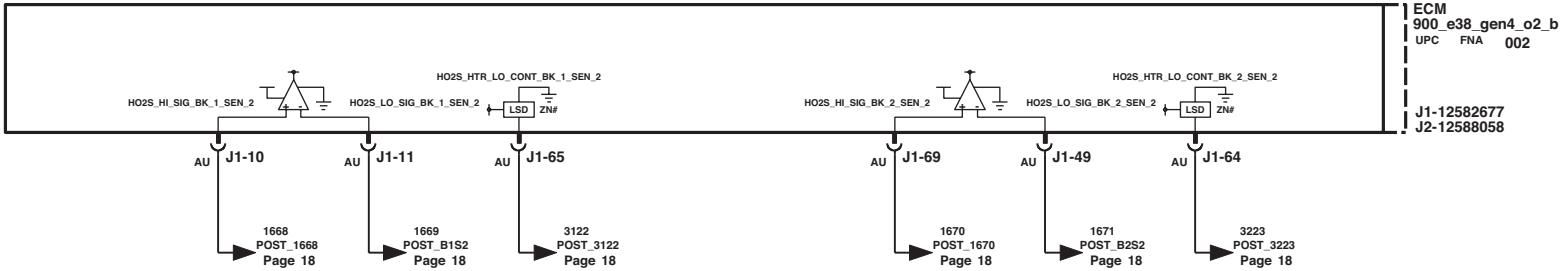 ECM
900_e38_gen4_o2_b
UPC FNA 002
HO2S_HTR_LO_CONT_BK_1_SEN_2
HO2S_HTR_LO_CONT_BK_2_SEN_2
HO2S_HI_SIG_BK_1_SEN_2
+ -
HO2S_LO_SIG_BK_1_SEN_2
LSD
ZN#
HO2S_HI_SIG_BK_2_SEN_2
+ -
HO2S_LO_SIG_BK_2_SEN_2
LSD
ZN#
J1-12582677
J2-12588058
AU J1-10
AU J1-11
AU J1-65
AU J1-69
AU J1-49
AU J1-64
1668
POST_1668
Page 18
1669
POST_B1S2
Page 18
3122
POST_3122
Page 18
1670
POST_1670
Page 18
1671
POST_B2S2
Page 18
3223
POST_3223
Page 18